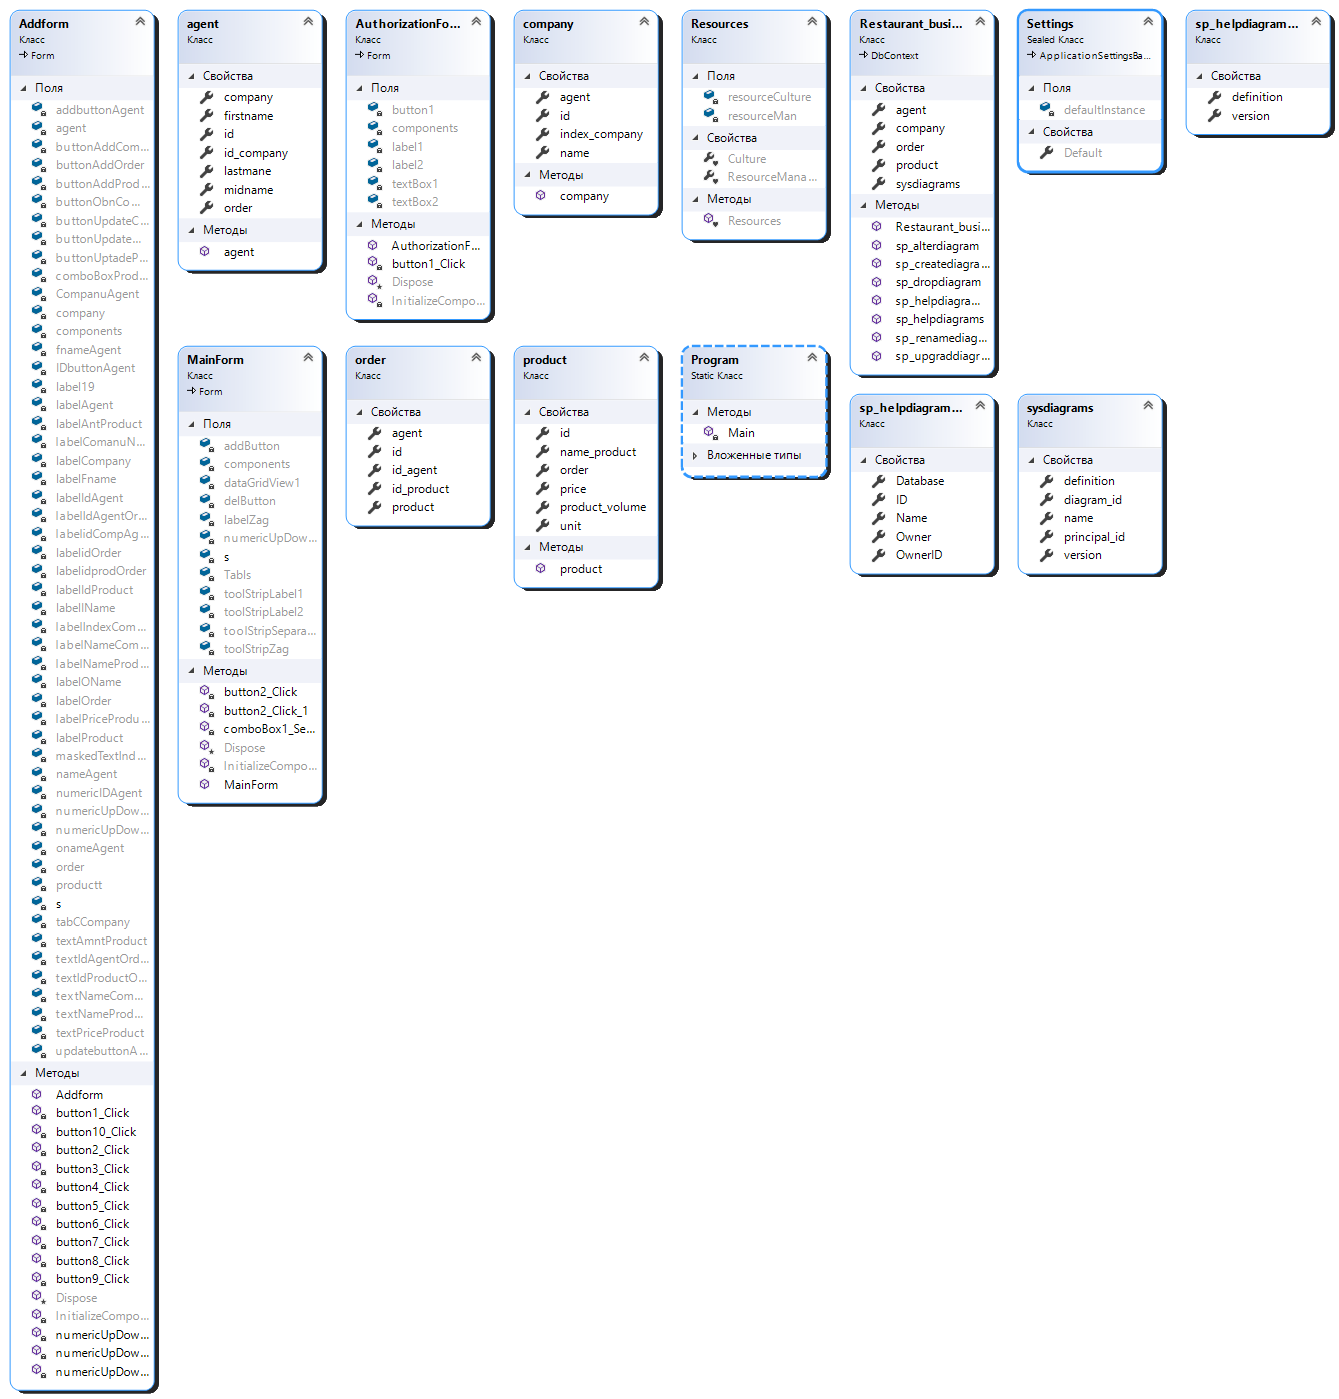 Addform
Класс
Form
Поля
addbuttonAgent
agent
buttonAddCom...
buttonAddOrder
buttonAddProd...
buttonObnCo...
buttonUpdateC...
buttonUpdate...
buttonUptadeP...
comboBoxProd...
CompanuAgent
company
components
fnameAgent
IDbuttonAgent
label19
labelAgent
labelAntProduct
labelComanuN...
labelCompany
labelFname
labelIdAgent
labelIdAgentOr...
labelidCompAg...
labelidOrder
labelidprodOrder
labelIdProduct
labelIName
labelIndexCom...
labelNameCom...
labelNameProd...
labelOName
labelOrder
labelPriceProdu...
labelProduct
maskedTextInd...
nameAgent
numericIDAgent
numericUpDow...
numericUpDow...
onameAgent
order
productt
s
tabCCompany
textAmntProduct
textIdAgentOrd...
textIdProductO...
textNameCom...
textNameProd...
textPriceProduct
updatebuttonA...
Методы
Addform
button1_Click
button10_Click
button2_Click
button3_Click
button4_Click
button5_Click
button6_Click
button7_Click
button8_Click
button9_Click
Dispose
InitializeCompo...
numericUpDow...
numericUpDow...
numericUpDow...
agent
Класс
Свойства
company
firstname
id
id_company
lastmane
midname
order
Методы
agent
AuthorizationFo...
Класс
Form
Поля
button1
components
label1
label2
textBox1
textBox2
Методы
AuthorizationF...
button1_Click
Dispose
InitializeCompo...
company
Класс
Свойства
agent
id
index_company
name
Методы
company
Resources
Класс
Поля
resourceCulture
resourceMan
Свойства
Culture
ResourceMana...
Методы
Resources
Restaurant_busi...
Класс
DbContext
Свойства
agent
company
order
product
sysdiagrams
Методы
Restaurant_busi...
sp_alterdiagram
sp_creatediagra...
sp_dropdiagram
sp_helpdiagra...
sp_helpdiagrams
sp_renamediag...
sp_upgraddiagr...
Settings
Sealed Класс
ApplicationSettingsBa...
Поля
defaultInstance
Свойства
Default
sp_helpdiagram...
Класс
Свойства
definition
version
MainForm
Класс
Form
Поля
addButton
components
dataGridView1
delButton
labelZag
numericUpDow...
s
Tabls
toolStripLabel1
toolStripLabel2
toolStripSepara...
toolStripZag
Методы
button2_Click
button2_Click_1
comboBox1_Se...
Dispose
InitializeCompo...
MainForm
order
Класс
Свойства
agent
id
id_agent
id_product
product
product
Класс
Свойства
id
name_product
order
price
product_volume
unit
Методы
product
Program
Static Класс
Методы
Main
Вложенные типы
sp_helpdiagram...
Класс
Свойства
Database
ID
Name
Owner
OwnerID
sysdiagrams
Класс
Свойства
definition
diagram_id
name
principal_id
version